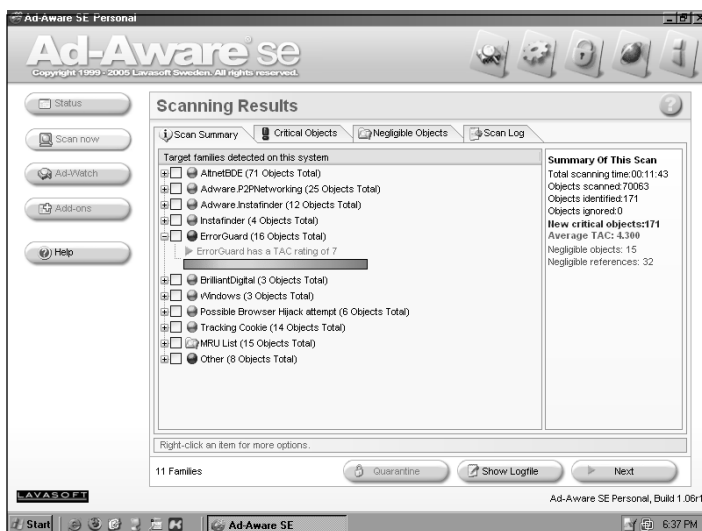 Ad-Aware SE Personal
Ad-Aware SE
Copyright 1999 - 2005 Lavasoft Sweden. All rights reserved.
Status
Scan now
Ad-Watch
Add-ons
Help
Scanning Results
Scan Summary
Critical Objects
Negligible Objects
Scan Log
Target families detected on this system
AltnetBDE (71 Objects Total)
Adware.P2PNetworking (25 Objects Total)
Adware.Instafinder (12 Objects Total)
Instafinder (4 Objects Total)
ErrorGuard (16 Objects Total)
ErrorGuard has a TAC rating of 7
BrilliantDigital (3 Objects Total)
Windows (3 Objects Total)
Possible Browser Hijack attempt (6 Objects Total)
Tracking Cookie (14 Objects Total)
MRU List (15 Objects Total)
Other (8 Objects Total)
Summary Of This Scan
Total scanning time:00:11:43
Objects scanned:70063
Objects identified:171
Objects ignored:0
New critical objects:171
Average TAC: 4.300
Negligible objects: 15
Negligible references: 32
Right-click an item for more options.
11 Families
Quarantine
Show Logfile
Next
LAVASOFT
Ad-Aware SE Personal, Build 1.06r1
Start
Ad-Aware SE
6:37 PM